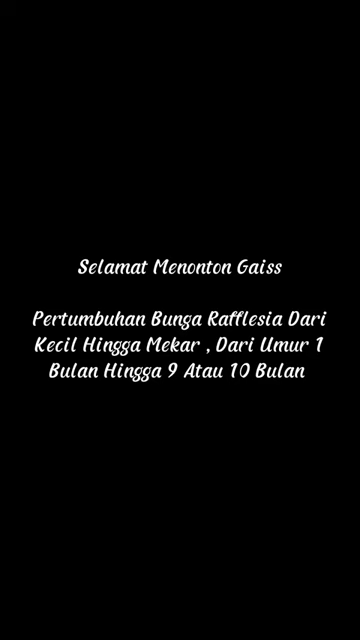 Selamat Menonton Gaiss
Pertumbuhan Bunga Rafflesia Dari
Kecil Hingga Mekar , Dari Umur 1
Bulan Hingga 9 Atau 10 Bulan